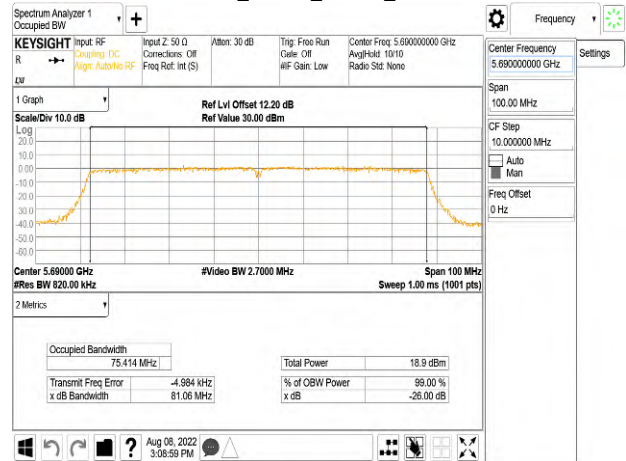 Spectrum Analyzer 1
Occupied BW
+
Frequency
KEYSIGHT
Input: RF
Coupling: DC
Align: Auto/No RF
Input Z: 50 Ω
Corrections: Off
Freq Ref: Int (S)
Atten: 30 dB
Trig: Free Run
Gate: Off
#IF Gain: Low
Center Freq: 5.690000000 GHz
Avg|Hold: 10/10
Radio Std: None
R
LW
Center Frequency
5.690000000 GHz
Settings
Span
100.00 MHz
CF Step
10.000000 MHz
Auto
Man
Freq Offset
0 Hz
1 Graph
Scale/Div 10.0 dB
Ref Lvl Offset 12.20 dB
Ref Value 30.00 dBm
Log
20.0
10.0
0.00
-10.0
-20.0
-30.0
-40.0
-50.0
-60.0
Center 5.69000 GHz
#Res BW 820.00 kHz
#Video BW 2.7000 MHz
Span 100 MHz
Sweep 1.00 ms (1001 pts)
2 Metrics
Occupied Bandwidth
75.414 MHz
Total Power 18.9 dBm
Transmit Freq Error -4.984 kHz
% of OBW Power 99.00 %
x dB Bandwidth 81.06 MHz
x dB -26.00 dB
?
Aug 08, 2022
3:08:59 PM